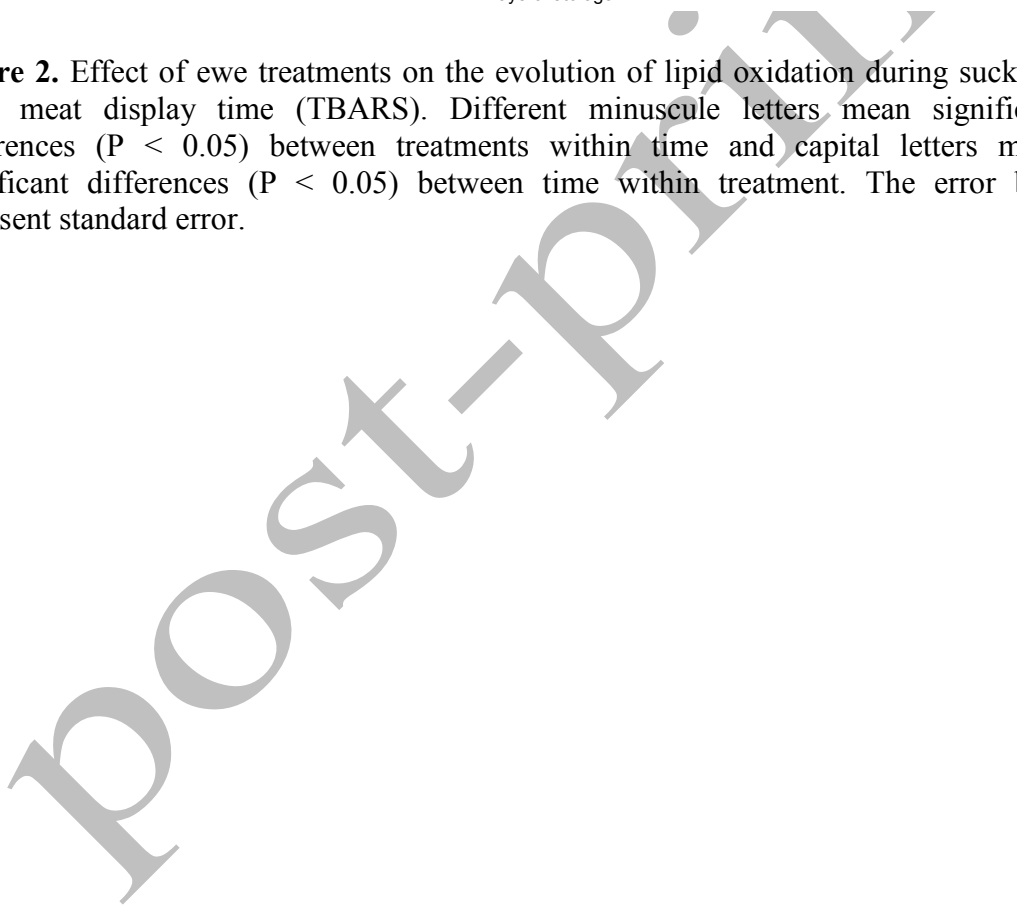 re 2. Effect of ewe treatments on the evolution of lipid oxidation during suck
meat display time (TBARS). Different minuscule letters mean signific
rences (P < 0.05) between treatments within time and capital letters m
ficant differences (P < 0.05) between time within treatment. The error
sent standard error.
post-prin